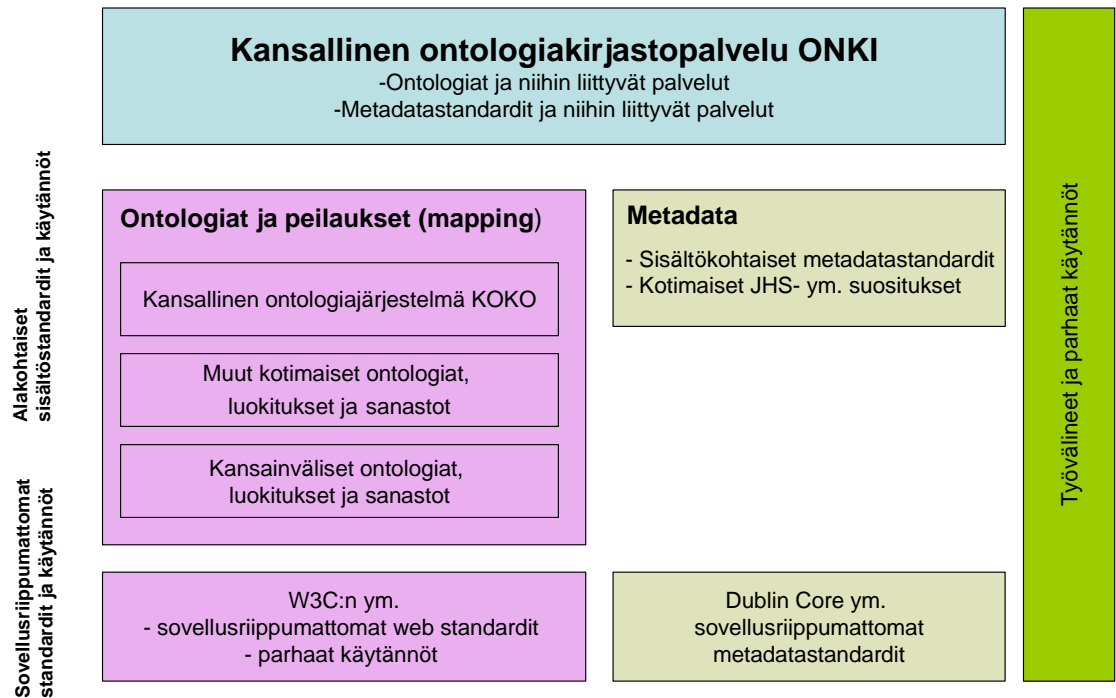 Kansallinen ontologiakirjastopalvelu ONKI
-Ontologiat ja niihin liittyvät palvelut
-Metadatastandardit ja niihin liittyvät palvelut
Alakohtaiset
sisältöstandardit ja käytännöt
Ontologiat ja peilaukset (mapping)
Kansallinen ontologiajärjestelmä KOKO
Muut kotimaiset ontologiat,
luokitukset ja sanastot
Kansainväliset ontologiat,
luokitukset ja sanastot
Metadata
- Sisältökohtaiset metadatastandardit
- Kotimaiset JHS- ym. suositukset
Sovellusriippumattomat
standardit ja käytännöt
W3C:n ym.
- sovellusriippumattomat web standardit
- parhaat käytännöt
Dublin Core ym.
sovellusriippumattomat
metadatastandardit
Työvälineet ja parhaat käytännöt